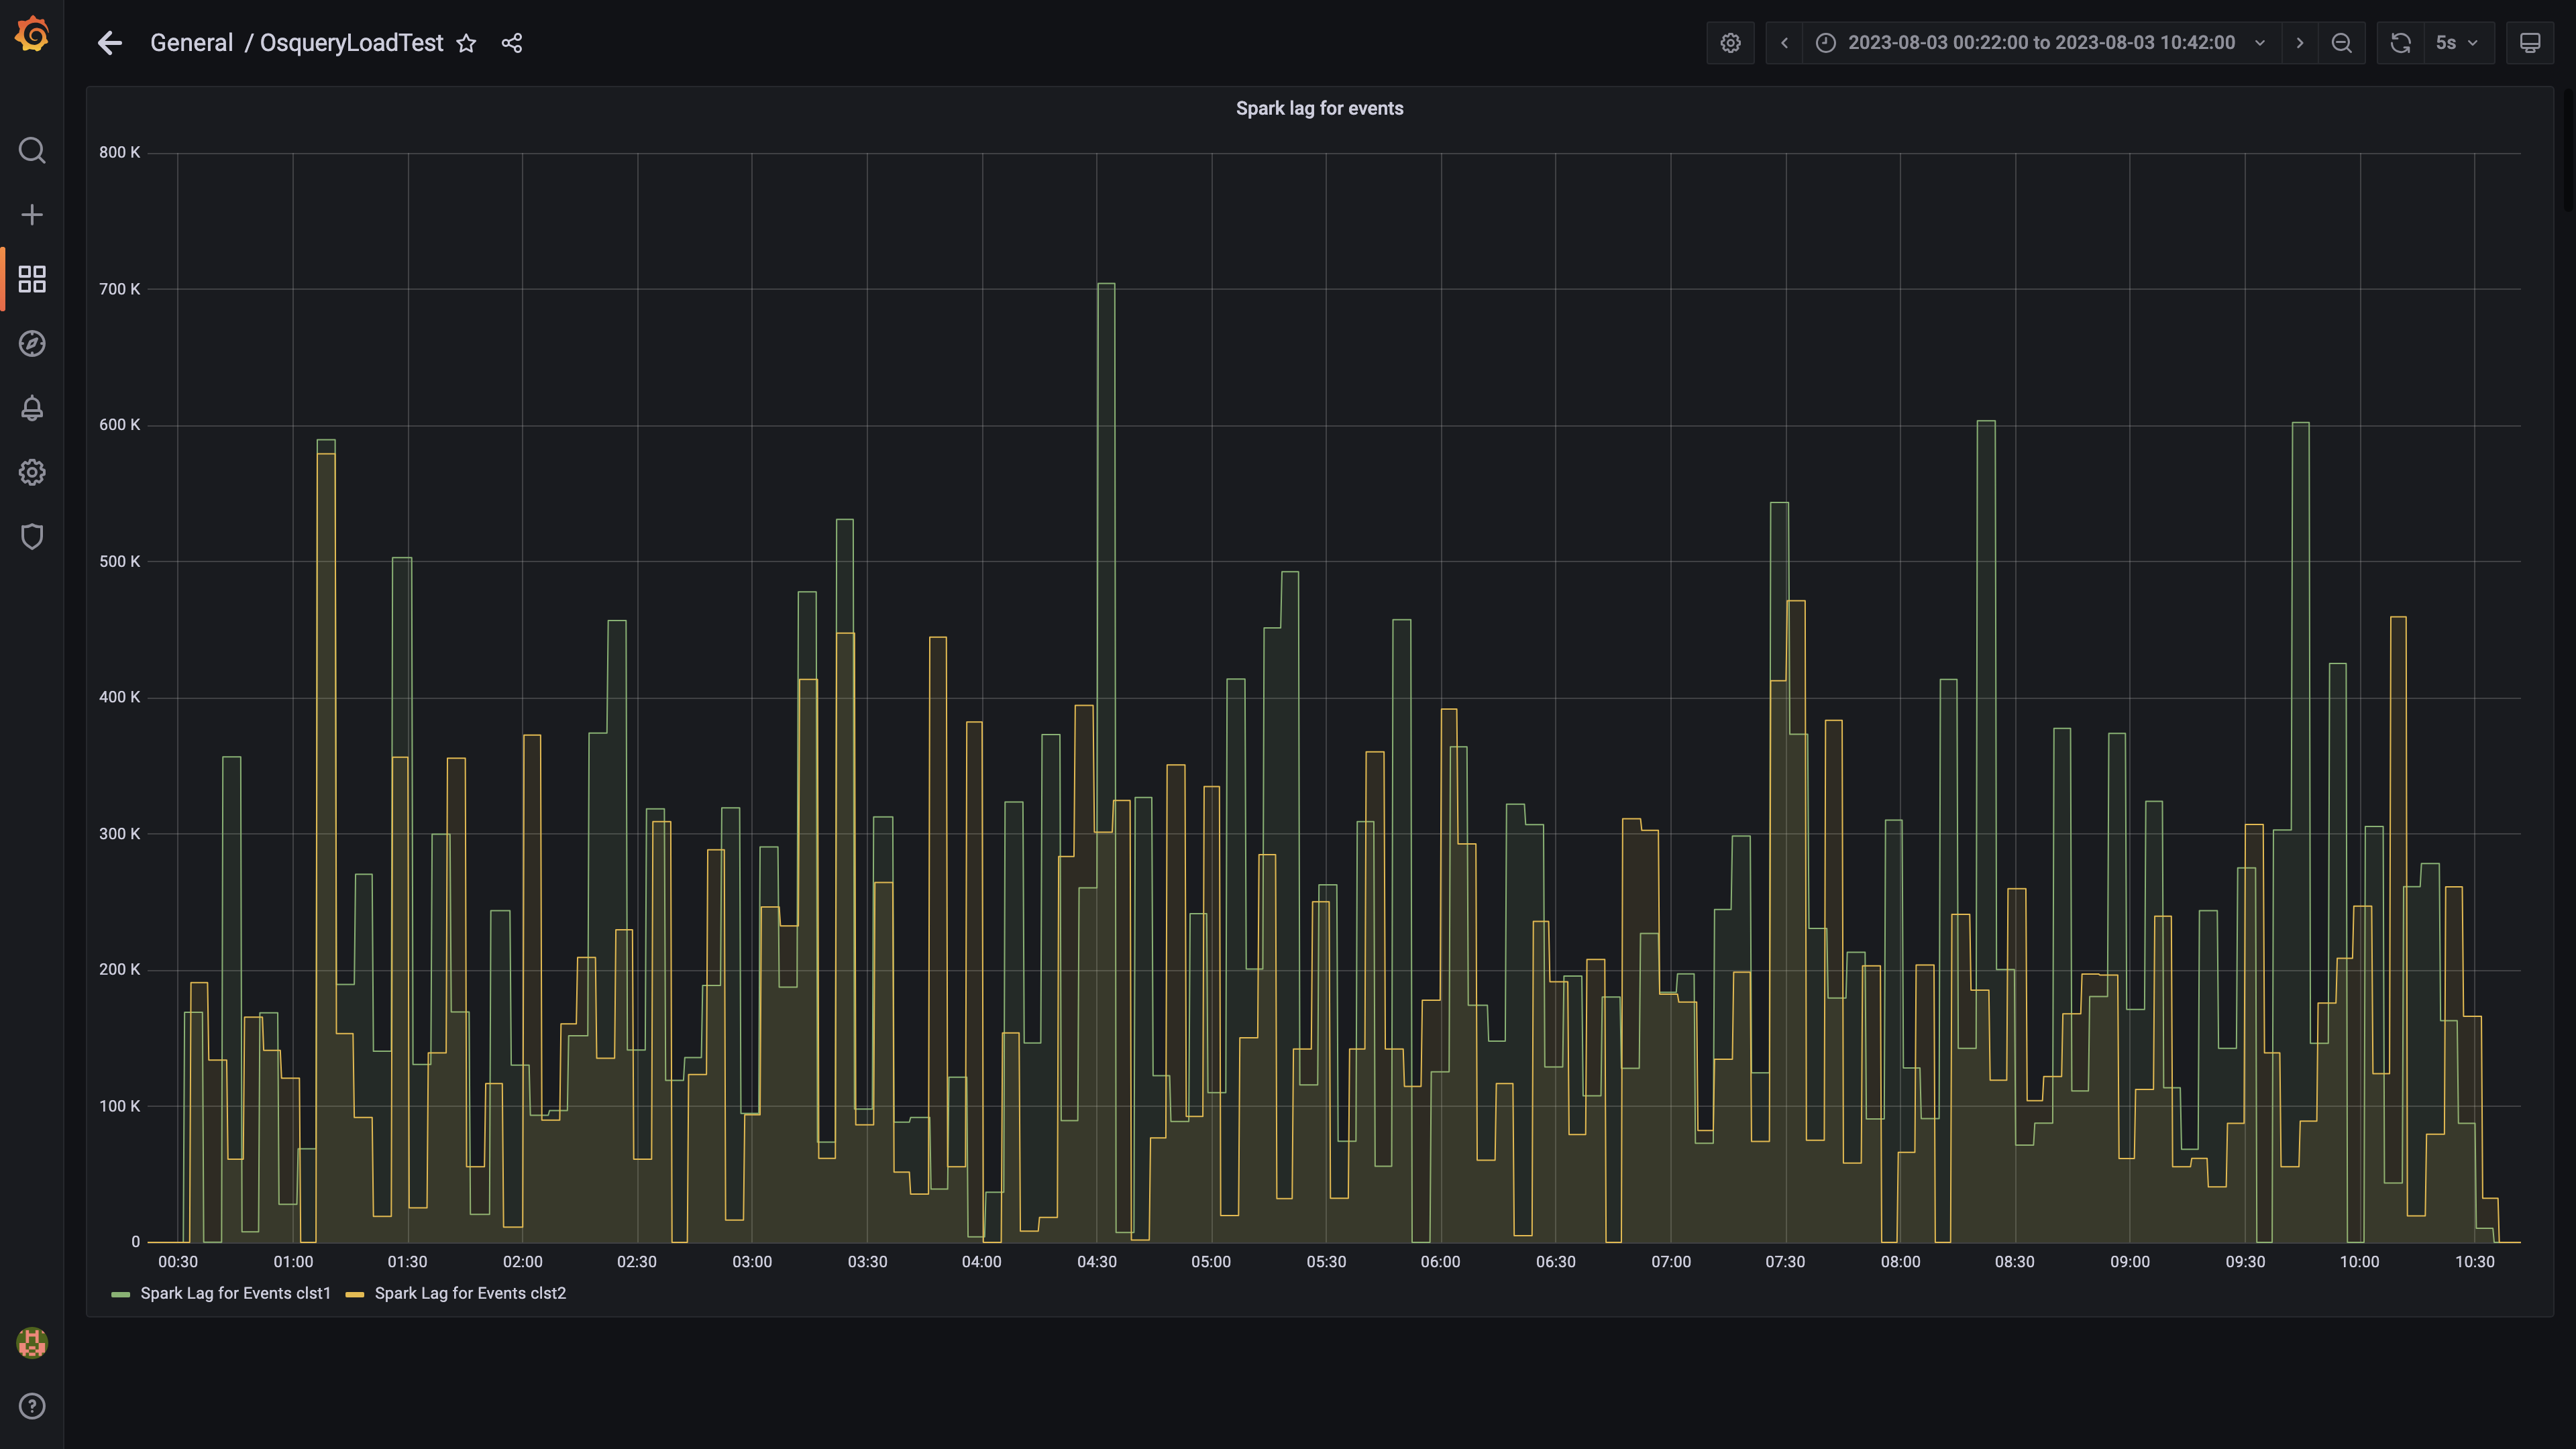 General / OsqueryLoadTest
2023-08-03 00:22:00 to 2023-08-03 10:42:00
5s
Spark lag for events
800 K
700 K
600 K
500 K
400 K
300 K
200 K
100 K
0
00:30 01:00 01:30 02:00 02:30 03:00 03:30 04:00 04:30 05:00 05:30 06:00 06:30 07:00 07:30 08:00 08:30 09:00 09:30 10:00 10:30
Spark Lag for Events clst1 Spark Lag for Events clst2